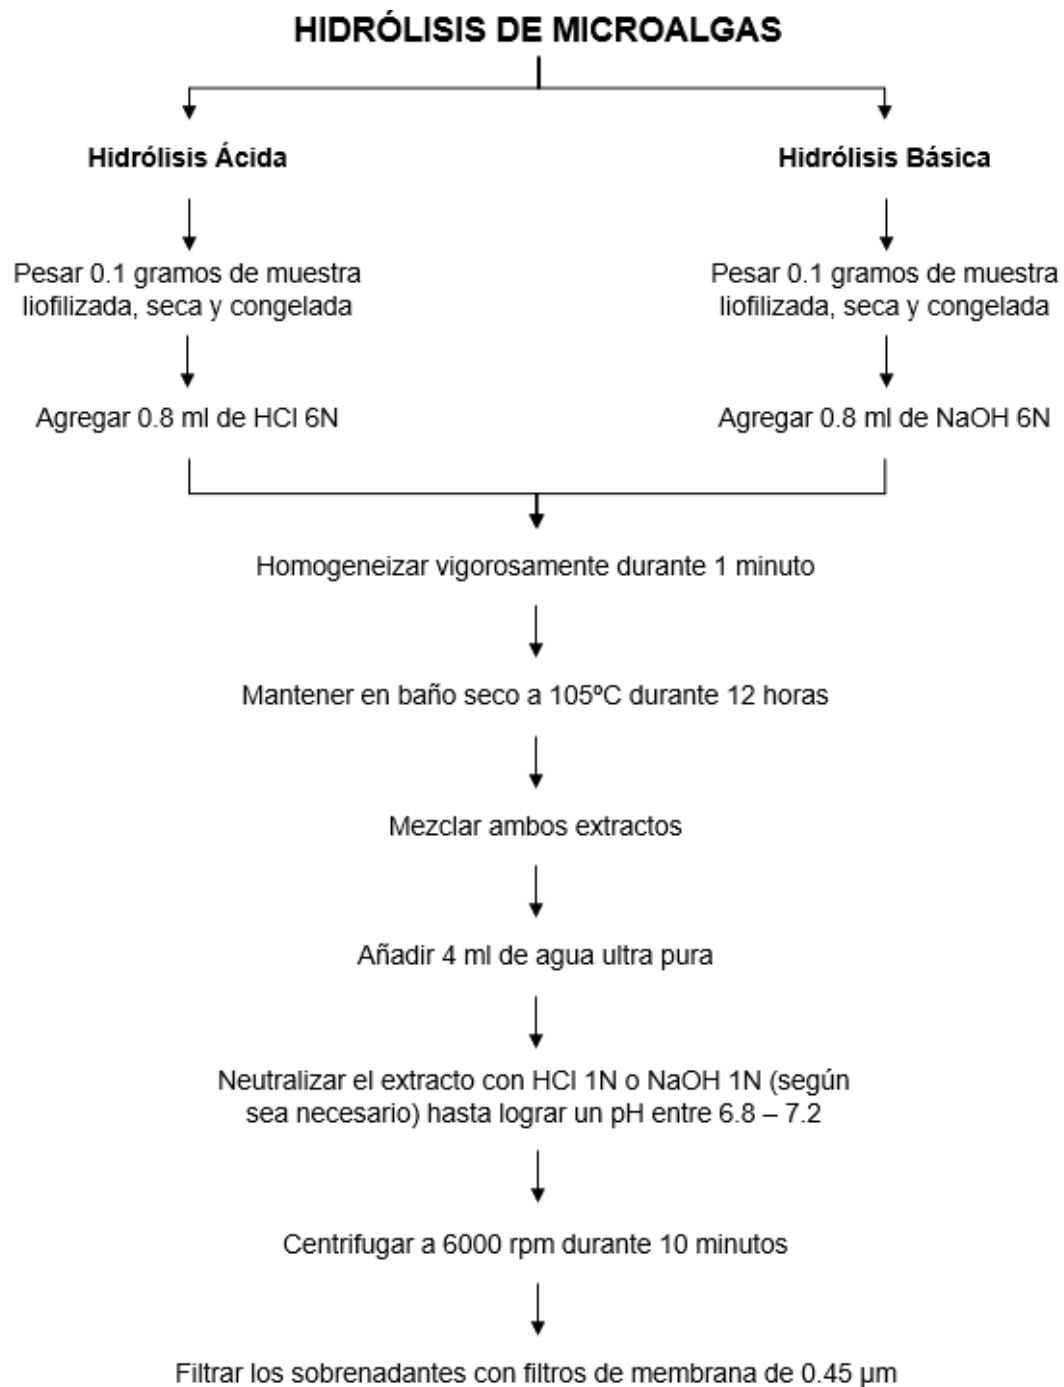 HIDRÓLISIS DE MICROALGAS
Hidrólisis Ácida
Pesar 0.1 gramos de muestra
liofilizada, seca y congelada
Agregar 0.8 ml de HCl 6N
Hidrólisis Básica
Pesar 0.1 gramos de muestra
liofilizada, seca y congelada
Agregar 0.8 ml de NaOH 6N
Homogeneizar vigorosamente durante 1 minuto
Mantener en baño seco a 105ºC durante 12 horas
Mezclar ambos extractos
Añadir 4 ml de agua ultra pura
Neutralizar el extracto con HCl 1N o NaOH 1N (según
sea necesario) hasta lograr un pH entre 6.8 – 7.2
Centrifugar a 6000 rpm durante 10 minutos
Filtrar los sobrenadantes con filtros de membrana de 0.45 µm